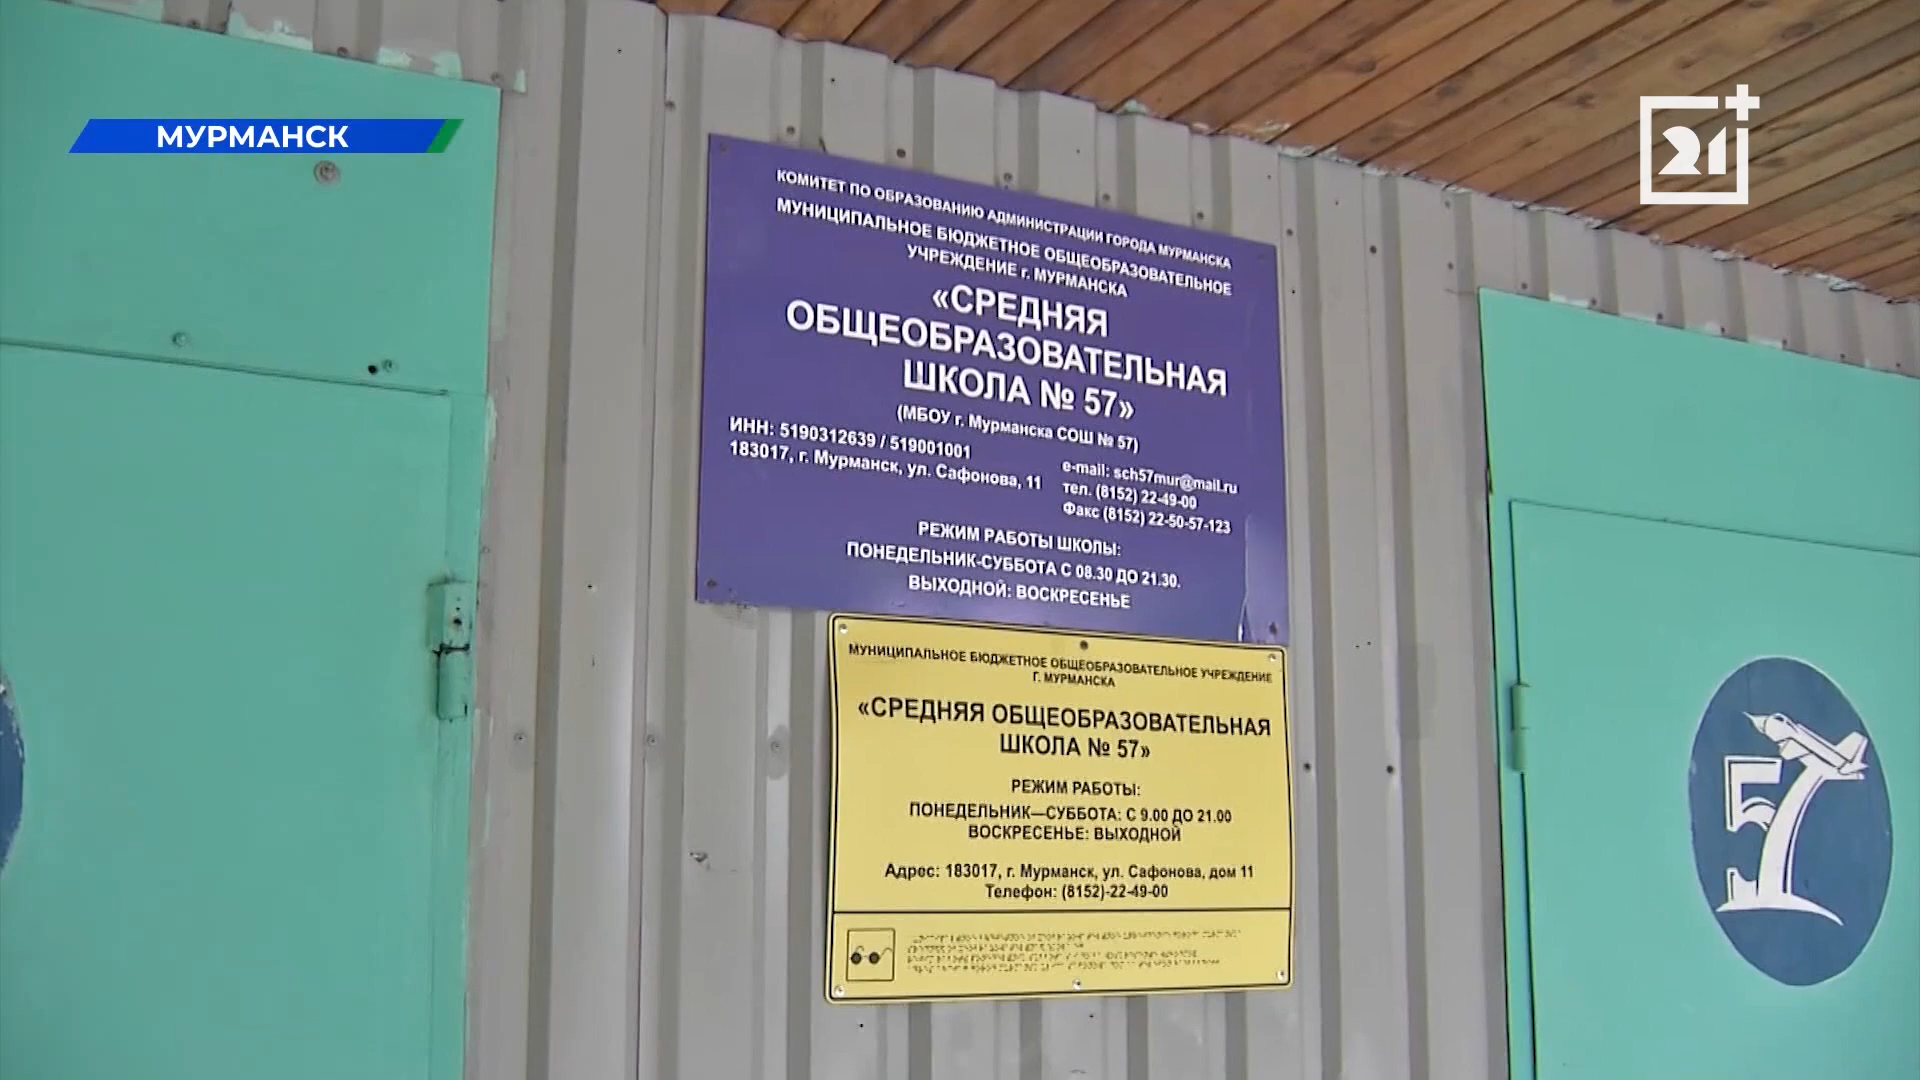 МУРМАНСК
21+
КОМИТЕТ ПО ОБРАЗОВАНИЮ АДМИНИСТРАЦИИ ГОРОДА МУРМАНСКА
МУНИЦИПАЛЬНОЕ БЮДЖЕТНОЕ ОБЩЕОБРАЗОВАТЕЛЬНОЕ
УЧРЕЖДЕНИЕ г. МУРМАНСКА
«СРЕДНЯЯ
ОБЩЕОБРАЗОВАТЕЛЬНАЯ
ШКОЛА № 57»
(МБОУ г. Мурманска СОШ № 57)
ИНН: 5190312639 / 519001001
183017, г. Мурманск, ул. Сафонова, 11
e-mail: sch57mur@mail.ru
тел. (8152) 22-49-00
Факс (8152) 22-50-57-123
РЕЖИМ РАБОТЫ ШКОЛЫ:
ПОНЕДЕЛЬНИК-СУББОТА С 08.30 ДО 21.30.
ВЫХОДНОЙ: ВОСКРЕСЕНЬЕ
МУНИЦИПАЛЬНОЕ БЮДЖЕТНОЕ ОБЩЕОБРАЗОВАТЕЛЬНОЕ УЧРЕЖДЕНИЕ
Г. МУРМАНСКА
«СРЕДНЯЯ ОБЩЕОБРАЗОВАТЕЛЬНАЯ
ШКОЛА № 57»
РЕЖИМ РАБОТЫ:
ПОНЕДЕЛЬНИК—СУББОТА: С 9.00 ДО 21.00
ВОСКРЕСЕНЬЕ: ВЫХОДНОЙ
Адрес: 183017, г. Мурманск, ул. Сафонова, дом 11
Телефон: (8152)-22-49-00
57